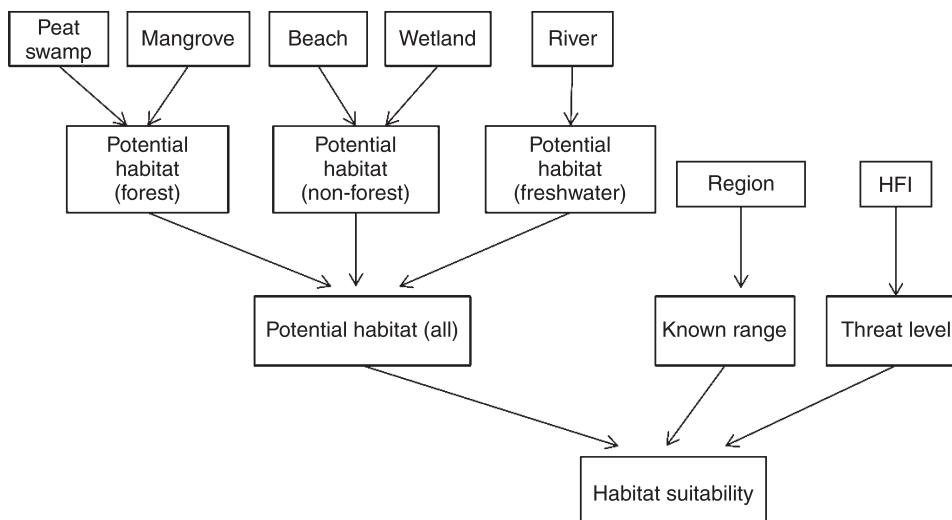 Peat
swamp
Mangrove
Beach
Wetland
River
Potential
habitat
(forest)
Potential
habitat
(non-forest)
Potential
habitat
(freshwater)
Region
HFI
Potential habitat (all)
Known range
Threat level
Habitat suitability